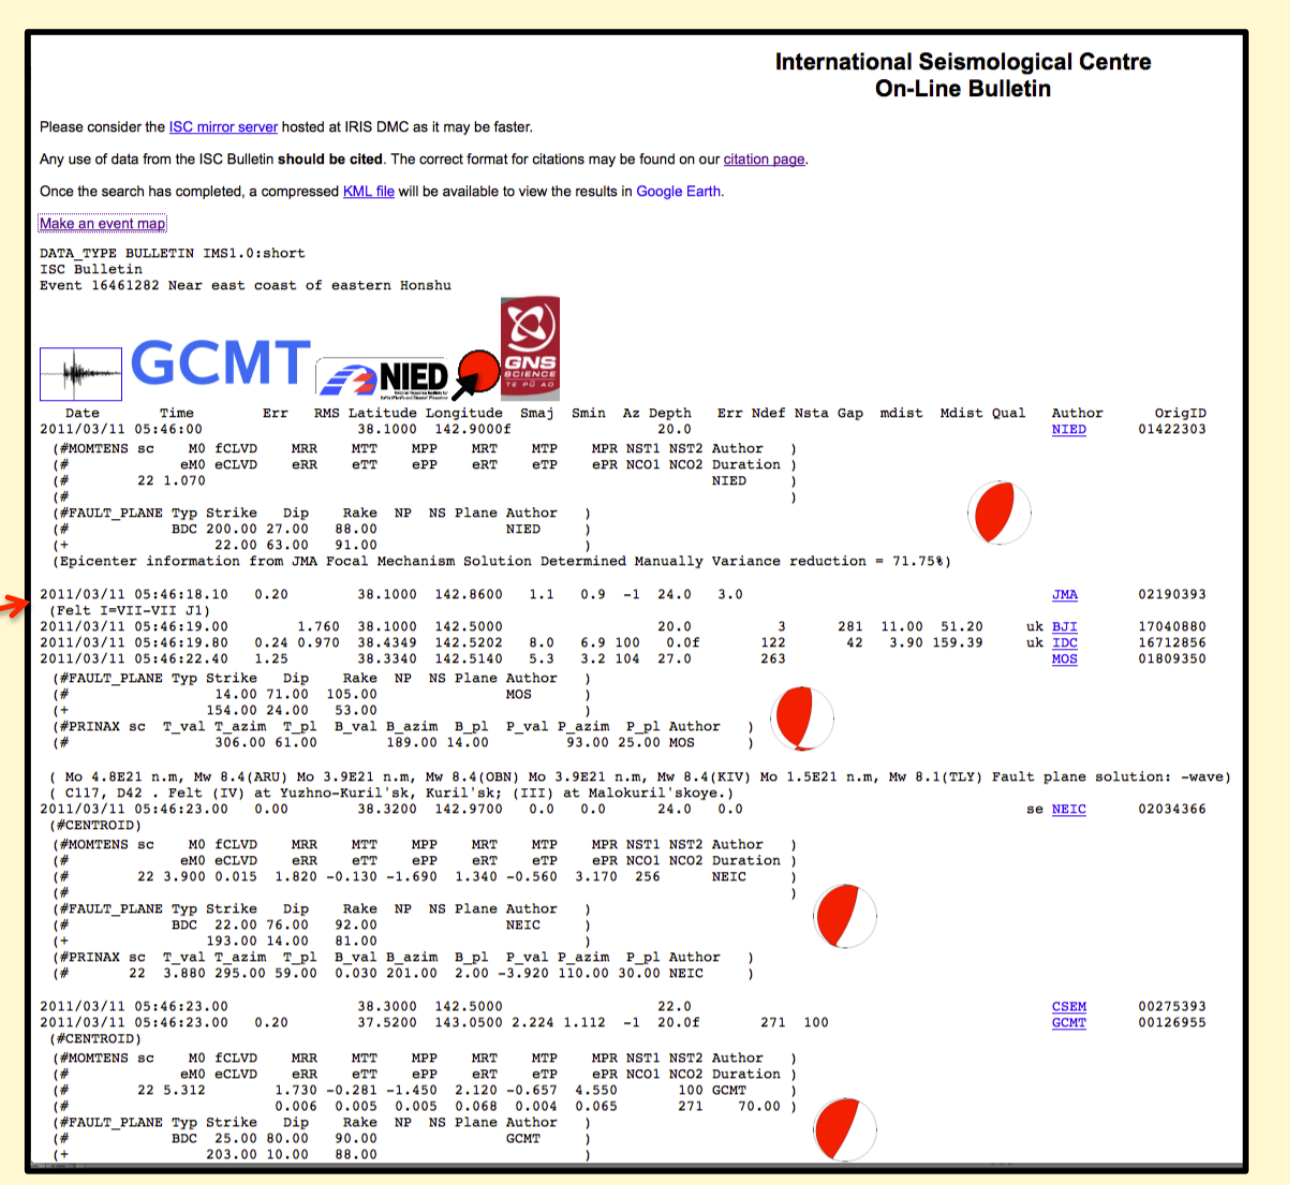 International Seismological Centre
On-Line Bulletin
Please consider the ISC mirror server hosted at IRIS DMC as it may be faster.
Any use of data from the ISC Bulletin should be cited. The correct format for citations may be found on our citation page.
Once the search has completed, a compressed KML file will be available to view the results in Google Earth.
Make an event map
DATA_TYPE BULLETIN IMS1.0:short
ISC Bulletin
Event 16461282 Near east coast of eastern Honshu
GCMT NIED GNS SCIENCE TE PŪ AO
Date Time Err RMS Latitude Longitude Smaj Smin Az Depth Err Ndef Nsta Gap mdist Mdist Qual Author OrigID
2011/03/11 05:46:00 38.1000 142.9000f 20.0 NIED 01422303
(#MOMTENS sc M0 fCLVD MRR MTT MPP MRT MTP MPR NST1 NST2 Author )
(# eM0 eCLVD eRR eTT ePP eRT eTP ePR NCO1 NCO2 Duration )
(# 22 1.070 NIED )
(# )
(#FAULT_PLANE Typ Strike Dip Rake NP NS Plane Author )
(# BDC 200.00 27.00 88.00 NIED )
(+ 22.00 63.00 91.00 )
(Epicenter information from JMA Focal Mechanism Solution Determined Manually Variance reduction = 71.75%)
2011/03/11 05:46:18.10 0.20 38.1000 142.8600 1.1 0.9 -1 24.0 3.0 JMA 02190393
(Felt I=VII-VII J1)
2011/03/11 05:46:19.00 1.760 38.1000 142.5000 20.0 3 281 11.00 51.20 uk BJI 17040880
2011/03/11 05:46:19.80 0.24 0.970 38.4349 142.5202 8.0 6.9 100 0.0f 122 42 3.90 159.39 uk IDC 16712856
2011/03/11 05:46:22.40 1.25 38.3340 142.5140 5.3 3.2 104 27.0 263 MOS 01809350
(#FAULT_PLANE Typ Strike Dip Rake NP NS Plane Author )
(# 14.00 71.00 105.00 MOS )
(+ 154.00 24.00 53.00 )
(#PRINAX sc T_val T_azim T_pl B_val B_azim B_pl P_val P_azim P_pl Author )
(# 306.00 61.00 189.00 14.00 93.00 25.00 MOS )
( Mo 4.8E21 n.m, Mw 8.4(ARU) Mo 3.9E21 n.m, Mw 8.4(OBN) Mo 3.9E21 n.m, Mw 8.4(KIV) Mo 1.5E21 n.m, Mw 8.1(TLY) Fault plane solution: -wave)
( C117, D42 . Felt (IV) at Yuzhno-Kuril'sk, Kuril'sk; (III) at Malokuril'skoye.)
2011/03/11 05:46:23.00 0.00 38.3200 142.9700 0.0 0.0 24.0 0.0 se NEIC 02034366
(#CENTROID)
(#MOMTENS sc M0 fCLVD MRR MTT MPP MRT MTP MPR NST1 NST2 Author )
(# eM0 eCLVD eRR eTT ePP eRT eTP ePR NCO1 NCO2 Duration )
(# 22 3.900 0.015 1.820 -0.130 -1.690 1.340 -0.560 3.170 256 NEIC )
(# )
(#FAULT_PLANE Typ Strike Dip Rake NP NS Plane Author )
(# BDC 22.00 76.00 92.00 NEIC )
(+ 193.00 14.00 81.00 )
(#PRINAX sc T_val T_azim T_pl B_val B_azim B_pl P_val P_azim P_pl Author )
(# 22 3.880 295.00 59.00 0.030 201.00 2.00 -3.920 110.00 30.00 NEIC )
2011/03/11 05:46:23.00 38.3000 142.5000 22.0 CSEM 00275393
2011/03/11 05:46:23.00 0.20 37.5200 143.0500 2.224 1.112 -1 20.0f 271 100 GCMT 00126955
(#CENTROID)
(#MOMTENS sc M0 fCLVD MRR MTT MPP MRT MTP MPR NST1 NST2 Author )
(# eM0 eCLVD eRR eTT ePP eRT eTP ePR NCO1 NCO2 Duration )
(# 22 5.312 1.730 -0.281 -1.450 2.120 -0.657 4.550 100 GCMT )
(# 0.006 0.005 0.005 0.068 0.004 0.065 271 70.00 )
(#FAULT_PLANE Typ Strike Dip Rake NP NS Plane Author )
(# BDC 25.00 80.00 90.00 GCMT )
(+ 203.00 10.00 88.00 )